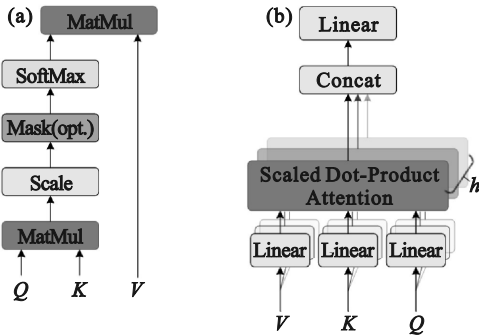 (a)
MatMul
SoftMax
Mask(opt.)
Scale
MatMul
Q K V
(b)
Linear
Concat
Scaled Dot-Product
Attention
h
Linear Linear Linear
V K Q